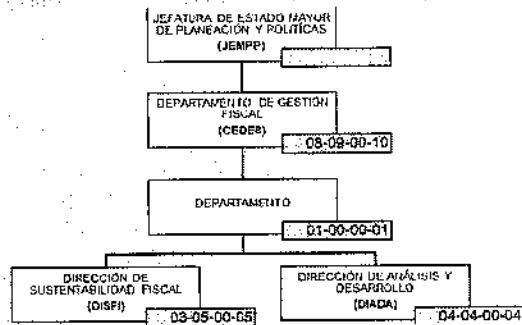 JEFATURA DE ESTADO MAYOR
DE PLANEACIÓN Y POLITÍCAS
(JEMPP)
DEPARTAMENTO DE GESTIÓN
FISCAL
(CEDE8)
08-09-00-10
DEPARTAMENTO
01-00-00-01
DIRECCIÓN DE
SUSTENTABILIDAD FISCAL
(DISFI)
03-05-00-05
DIRECCIÓN DE ANÁLISIS Y
DESARROLLO
(DIADA)
04-04-00-04